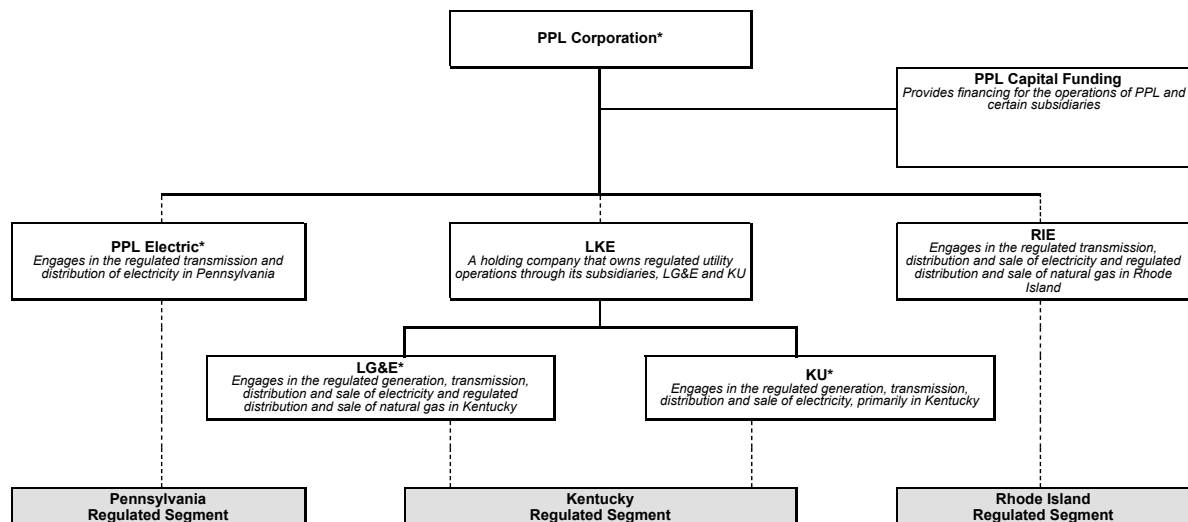 PPL Corporation*
PPL Capital Funding
Provides financing for the operations of PPL and
certain subsidiaries
PPL Electric*
Engages in the regulated transmission and
distribution of electricity in Pennsylvania
LKE
A holding company that owns regulated utility
operations through its subsidiaries, LG&E and KU
RIE
Engages in the regulated transmission,
distribution and sale of electricity and regulated
distribution and sale of natural gas in Rhode
Island
LG&E*
Engages in the regulated generation, transmission,
distribution and sale of electricity and regulated
distribution and sale of natural gas in Kentucky
KU*
Engages in the regulated generation, transmission,
distribution and sale of electricity, primarily in Kentucky
Pennsylvania
Regulated Segment
Kentucky
Regulated Segment
Rhode Island
Regulated Segment